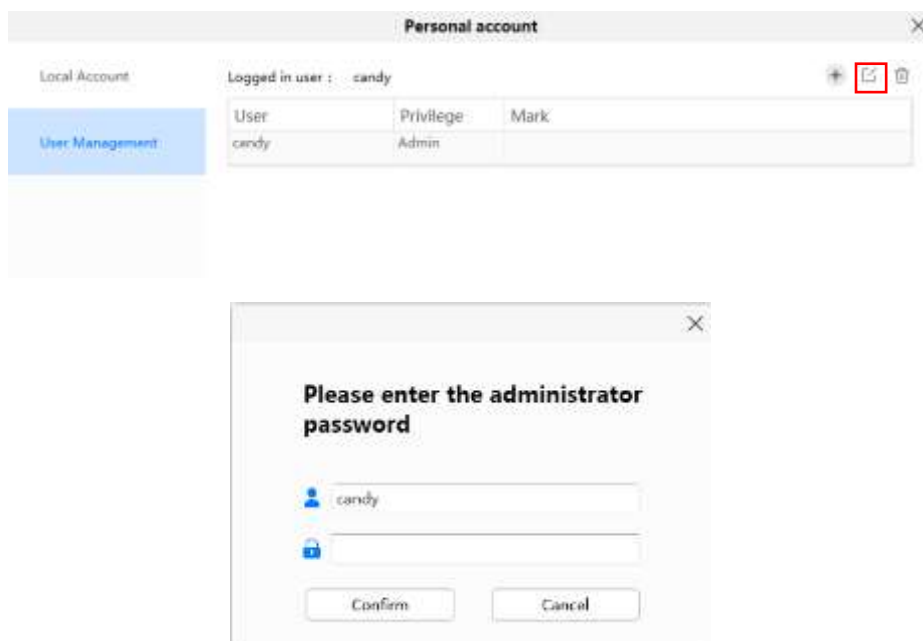 Personal account
Local Account
Logged in user : candy
User Privilege Mark
User Management
candy Admin
Please enter the administrator
password
candy
Confirm Cancel